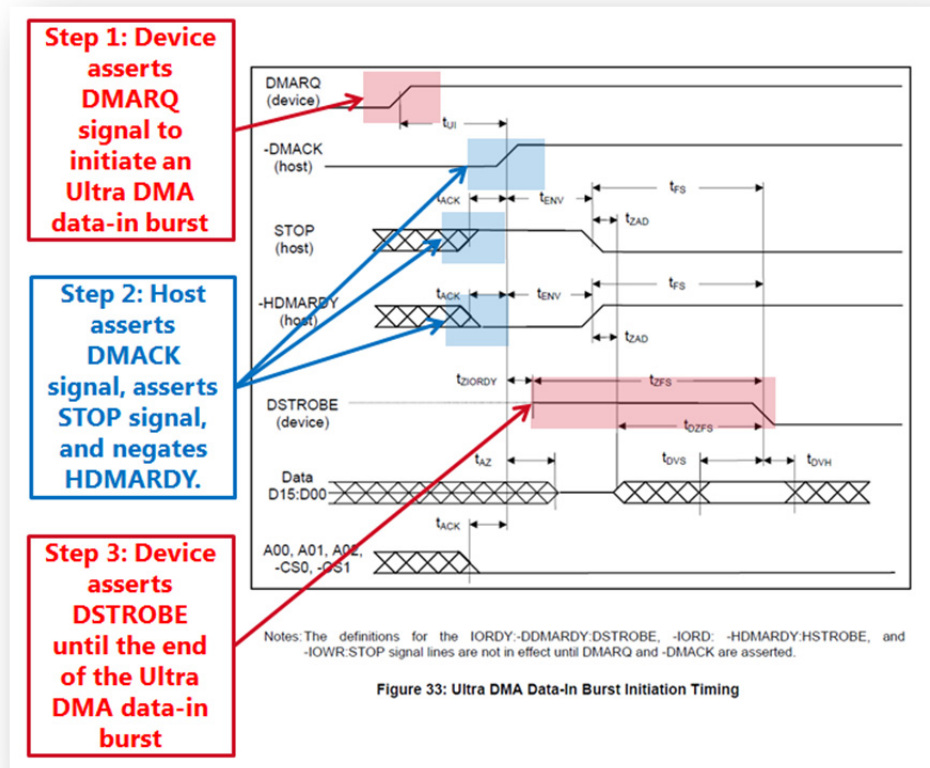 Step 1: Device
asserts
DMARQ
signal to
initiate an
Ultra DMA
data-in burst
Step 2: Host
asserts
DMACK
signal, asserts
STOP signal,
and negates
HDMARDY.
Step 3: Device
asserts
DSTROBE
until the end
of the Ultra
DMA data-in
burst
DMARQ
(device)
tUI
-DMACK
(host)
tACK tENV tFS
tZAD
STOP
(host)
tACK tENV tFS
-HDMARDY
(host)
tZAD
tZIORDY tZFS
DSTROBE
(device)
tDZFS
tAZ tDVS tDVH
Data
D15:D00
tACK
A00, A01, A02,
-CS0, -CS1
Notes: The definitions for the IORDY:-DDMARDY:DSTROBE, -IORD: -HDMARDY:HSTROBE, and
-IOWR:STOP signal lines are not in effect until DMARQ and -DMACK are asserted.
Figure 33: Ultra DMA Data-In Burst Initiation Timing